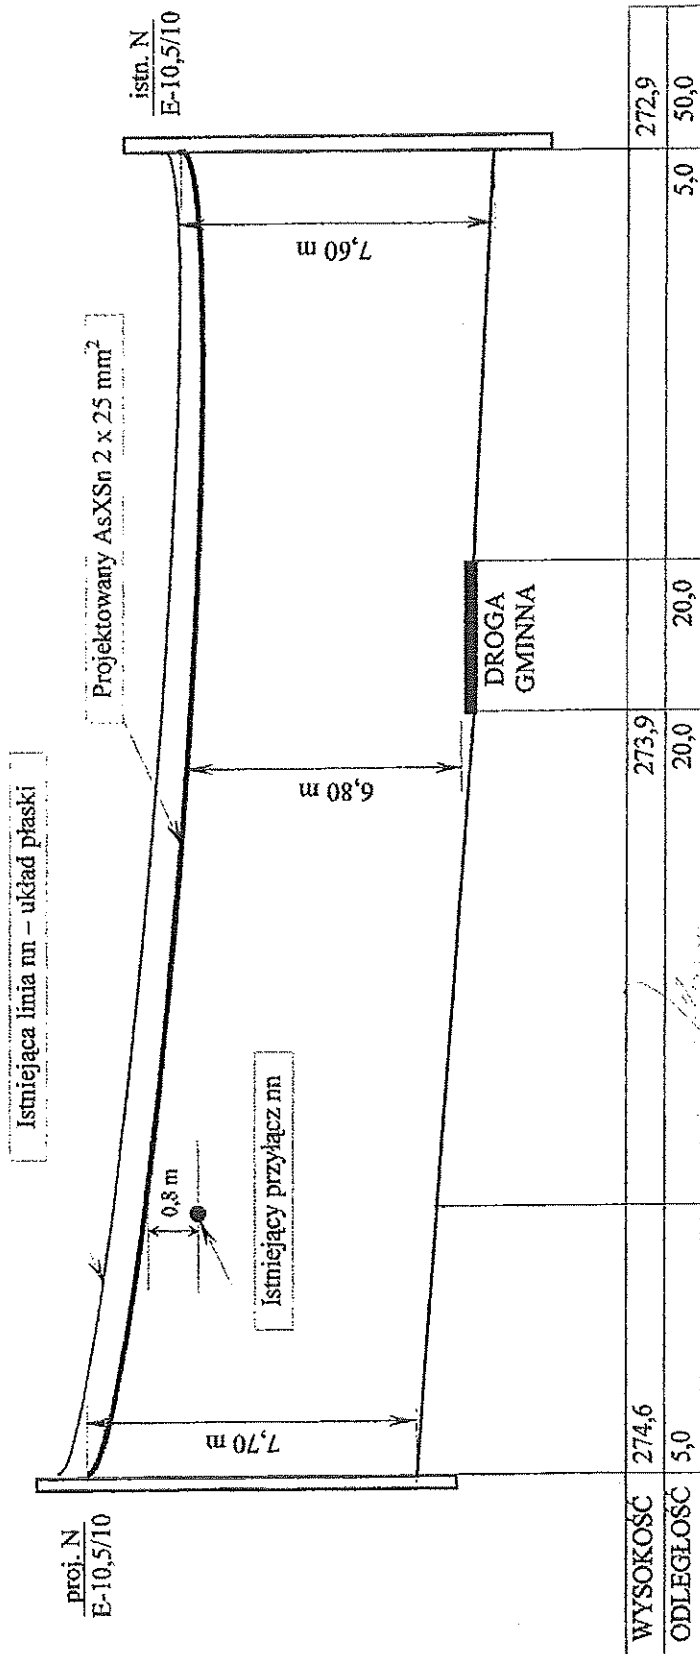 Istniejąca linia nn – układ płaski
proj. N
E-10,5/10
istn. N
E-10,5/10
Projektowany AsXSn 2 x 25 mm²
0,8 m
Istniejący przyłącz nn
7,70 m
6,80 m
7,60 m
DROGA
GMINNA
WYSOKOŚĆ 274,6 273,9 272,9
ODLEGŁOŚĆ 5,0 20,0 20,0 5,0 50,0